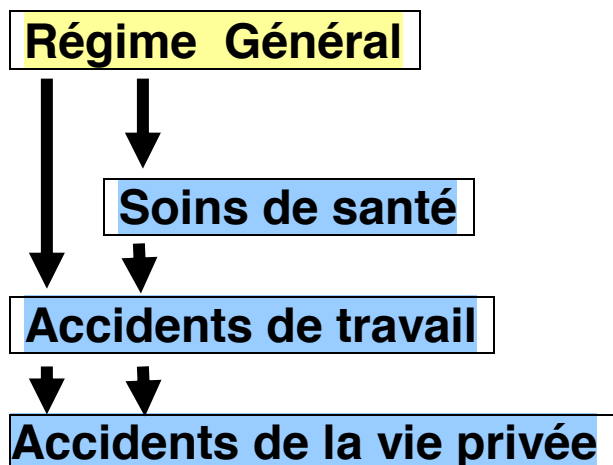 Régime Général
Soins de santé
Accidents de travail
Accidents de la vie privée